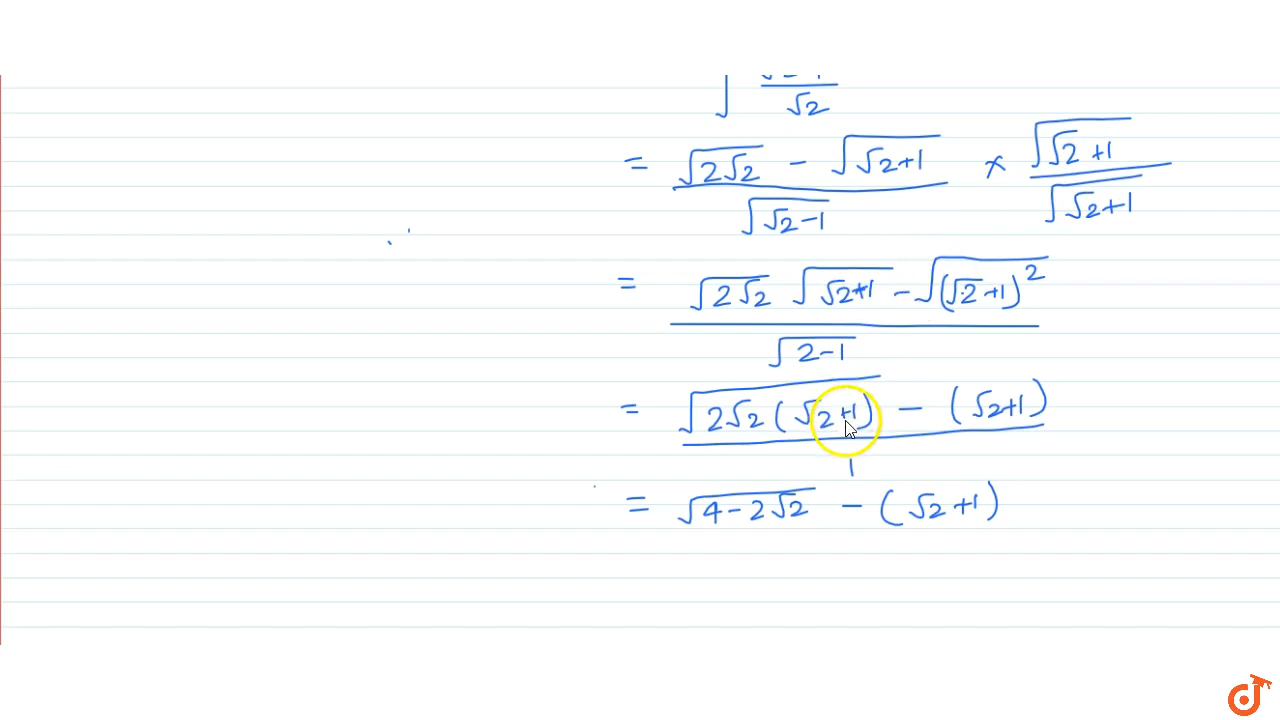 √2
= (√(2√2) − √(√2+1)) / √(√2−1) × √(√2+1) / √(√2+1)
= (√(2√2) √(√2+1) − √((√2+1)²)) / √(2−1)
= (√(2√2(√2+1)) − (√2+1)) / 1
= √(4−2√2) − (√2+1)